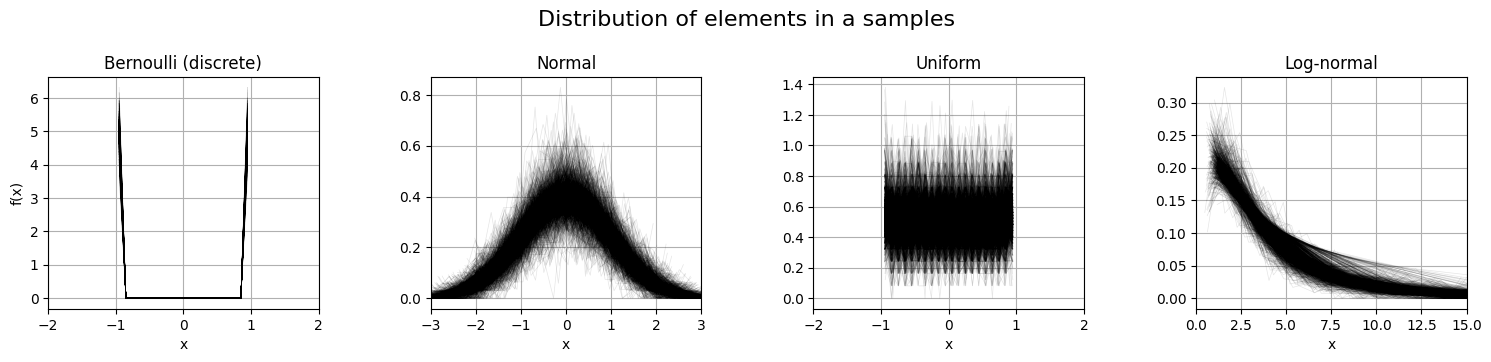 Distribution of elements in a samples
Bernoulli (discrete)
f(x)
6
5
4
3
2
1
0
−2 −1 0 1 2
x
Normal
0.8
0.6
0.4
0.2
0.0
−3 −2 −1 0 1 2 3
x
Uniform
1.4
1.2
1.0
0.8
0.6
0.4
0.2
0.0
−2 −1 0 1 2
x
Log-normal
0.30
0.25
0.20
0.15
0.10
0.05
0.00
0.0 2.5 5.0 7.5 10.0 12.5 15.0
x